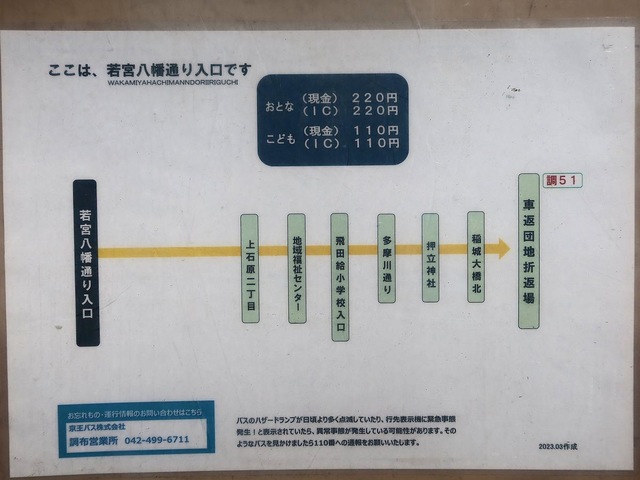 ここは、若宮八幡通り入口です
WAKAMIYAHACHIMANNDORIIRIGUCHI
おとな （現金） 220円
（IC） 220円
こども （現金） 110円
（IC） 110円
若宮八幡通り入口
上石原二丁目
地域福祉センター
飛田給小学校入口
多摩川通り
押立神社
稲城大橋北
車返団地折返場
調51
お忘れもの・運行情報のお問い合わせはこちら
京王バス株式会社
調布営業所 042-499-6711
バスのハザードランプが日頃より多く点滅していたり、行先表示機に緊急事態
発生！と表示されていたら、異常事態が発生している可能性があります、その
ようなバスを見かけましたら110番への通報をお願いいたします。
2023.03作成